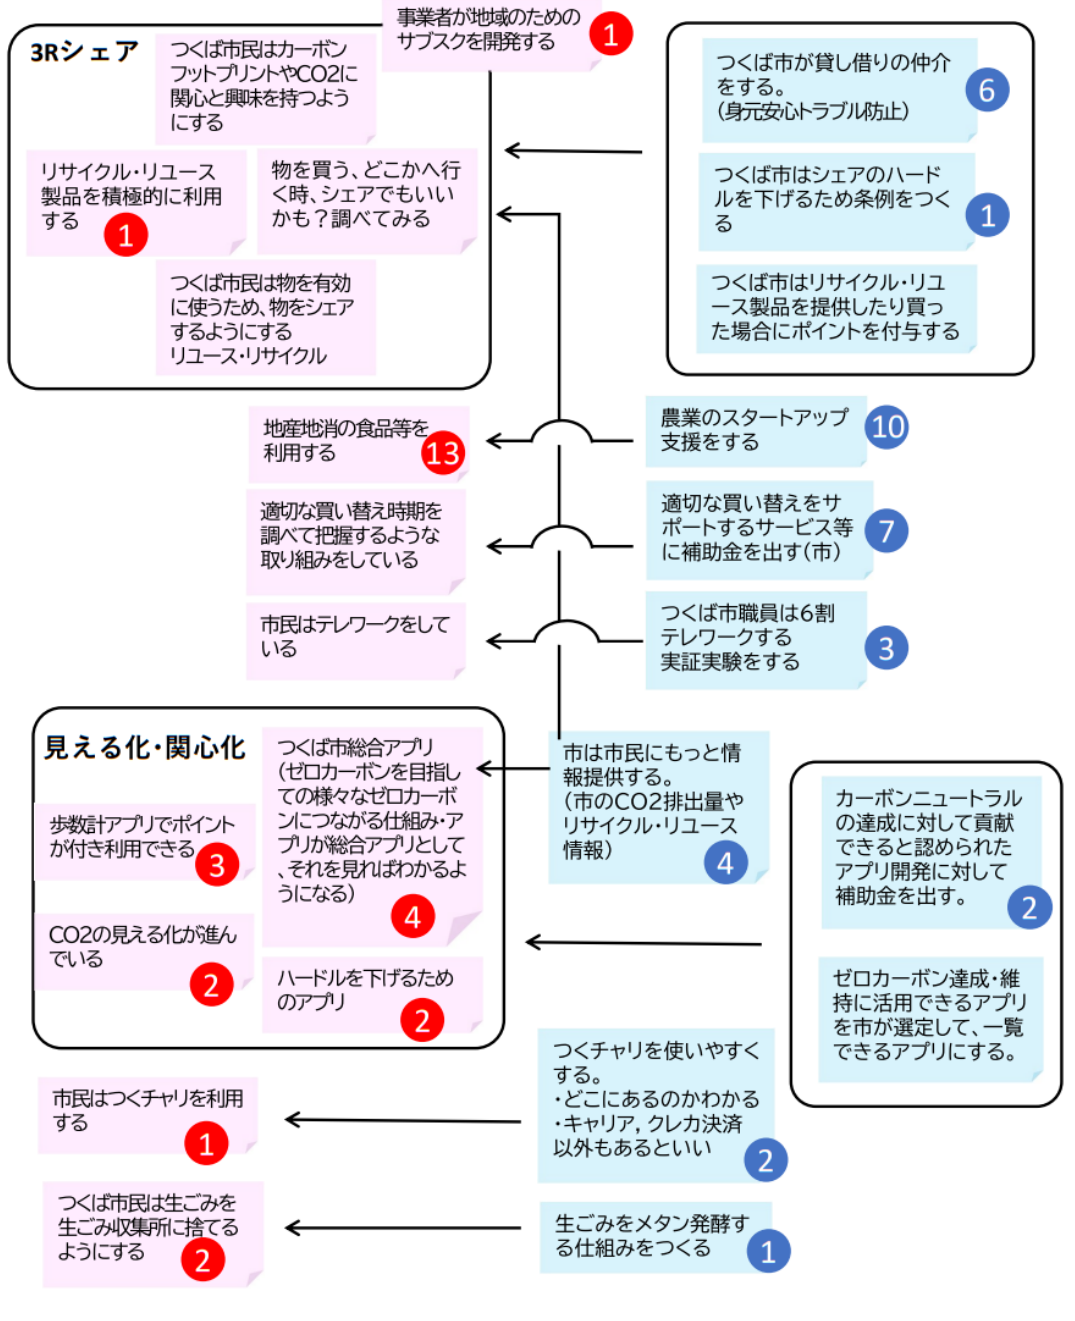 事業者が地域のための
サブスクを開発する
1
3Rシェア
つくば市民はカーボン
フットプリントやCO2に
関心と興味を持つよう
にする
リサイクル・リユース
製品を積極的に利用
する
1
物を買う、どこかへ行
く時、シェアでもいい
かも？調べてみる
つくば市民は物を有効
に使うため、物をシェア
するようにする
リユース・リサイクル
つくば市が貸し借りの仲介
をする。
（身元安心トラブル防止）
6
つくば市はシェアのハード
ルを下げるため条例をつく
る
1
つくば市はリサイクル・リユ
ース製品を提供したり買っ
た場合にポイントを付与する
地産地消の食品等を
利用する
13
農業のスタートアップ
支援をする
10
適切な買い替え時期を
調べて把握するような
取り組みをしている
適切な買い替えをサ
ポートするサービス等
に補助金を出す（市）
7
市民はテレワークをして
いる
つくば市職員は6割
テレワークする
実証実験をする
3
見える化・関心化
つくば市総合アプリ
（ゼロカーボンを目指し
ての様々なゼロカーボ
ンにつながる仕組み・ア
プリが総合アプリとして
、それを見ればわかるよ
うになる）
4
歩数計アプリでポイント
が付き利用できる
3
CO2の見える化が進ん
でいる
2
ハードルを下げるため
のアプリ
2
市は市民にもっと情
報提供する。
（市のCO2排出量や
リサイクル・リユース
情報）
4
カーボンニュートラル
の達成に対して貢献
できると認められた
アプリ開発に対して
補助金を出す。
2
ゼロカーボン達成・維
持に活用できるアプリ
を市が選定して、一覧
できるアプリにする。
市民はつくチャリを利用
する
1
つくチャリを使いやすく
する。
・どこにあるのかわかる
・キャリア，クレカ決済
以外もあるといい
2
つくば市民は生ごみを
生ごみ収集所に捨てる
ようにする
2
生ごみをメタン発酵す
る仕組みをつくる
1